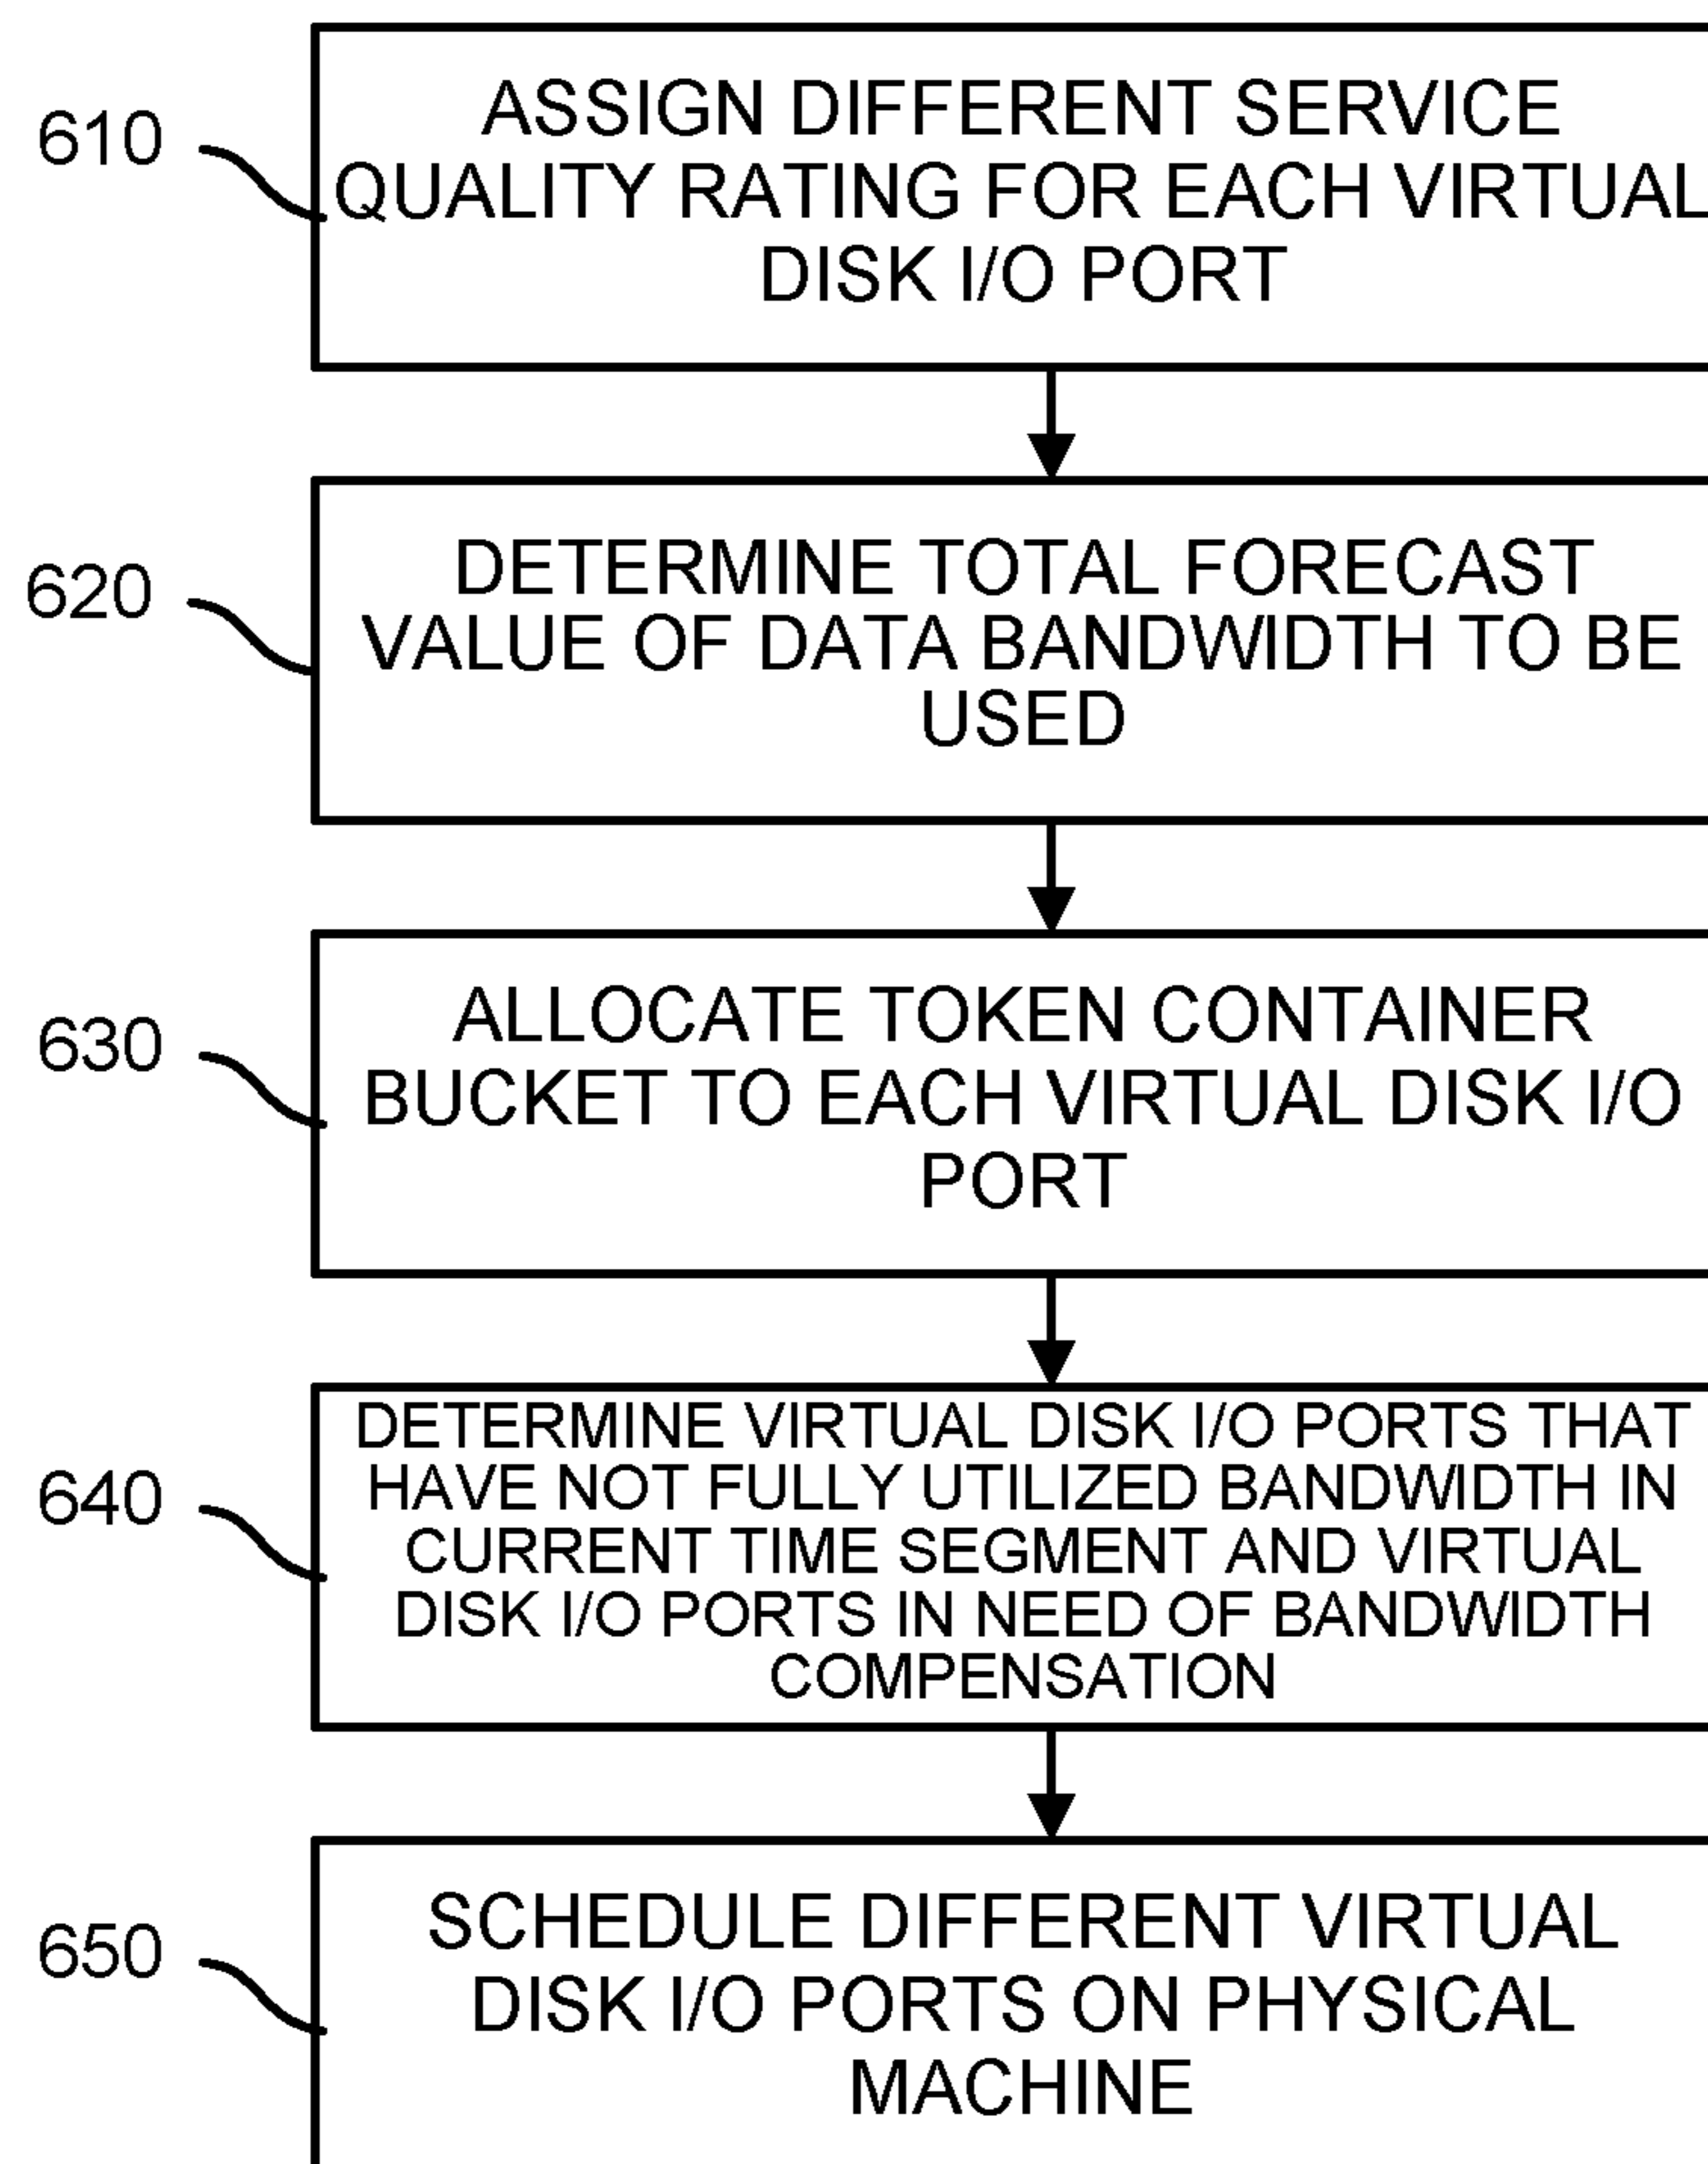 610
ASSIGN DIFFERENT SERVICE
QUALITY RATING FOR EACH VIRTUAL
DISK I/O PORT
620
DETERMINE TOTAL FORECAST
VALUE OF DATA BANDWIDTH TO BE
USED
630
ALLOCATE TOKEN CONTAINER
BUCKET TO EACH VIRTUAL DISK I/O
PORT
640
DETERMINE VIRTUAL DISK I/O PORTS THAT
HAVE NOT FULLY UTILIZED BANDWIDTH IN
CURRENT TIME SEGMENT AND VIRTUAL
DISK I/O PORTS IN NEED OF BANDWIDTH
COMPENSATION
650
SCHEDULE DIFFERENT VIRTUAL
DISK I/O PORTS ON PHYSICAL
MACHINE